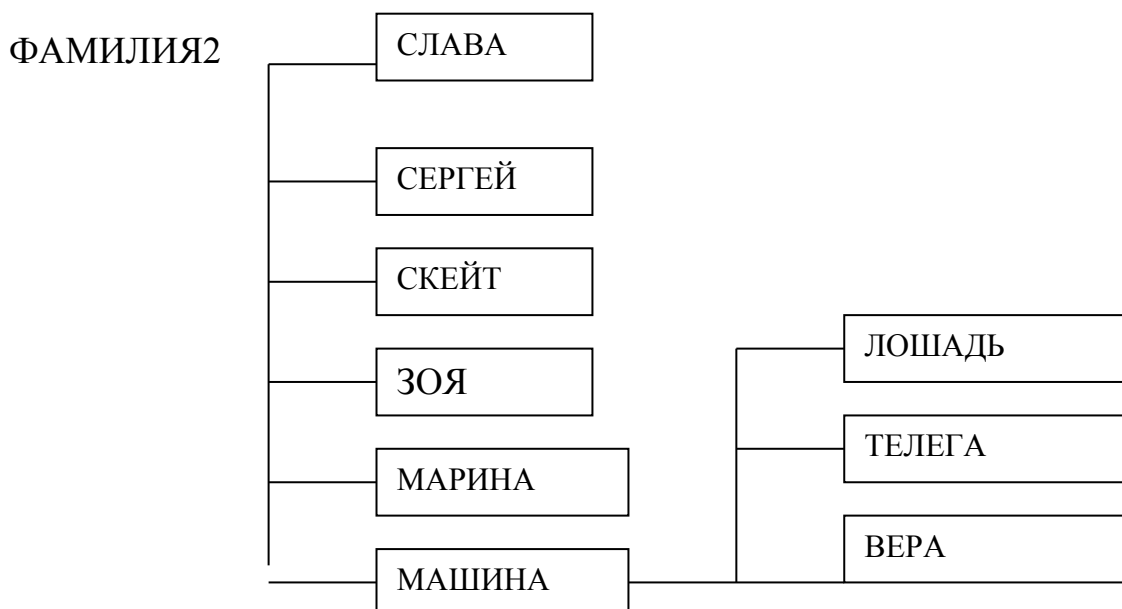 ФАМИЛИЯ2
СЛАВА
СЕРГЕЙ
СКЕЙТ
ЗОЯ
МАРИНА
МАШИНА
ЛОШАДЬ
ТЕЛЕГА
ВЕРА